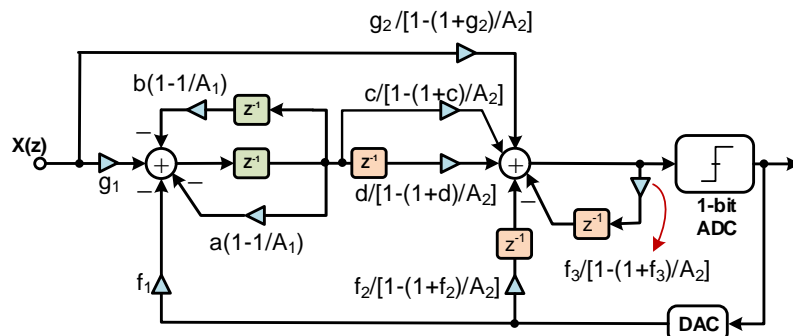 g2/[1-(1+g2)/A2]
b(1-1/A1)
z-1
c/[1-(1+c)/A2]
X(z)
g1
z-1
z-1
d/[1-(1+d)/A2]
1-bit
ADC
a(1-1/A1)
z-1
z-1
f1
f2/[1-(1+f2)/A2]
f3/[1-(1+f3)/A2]
DAC